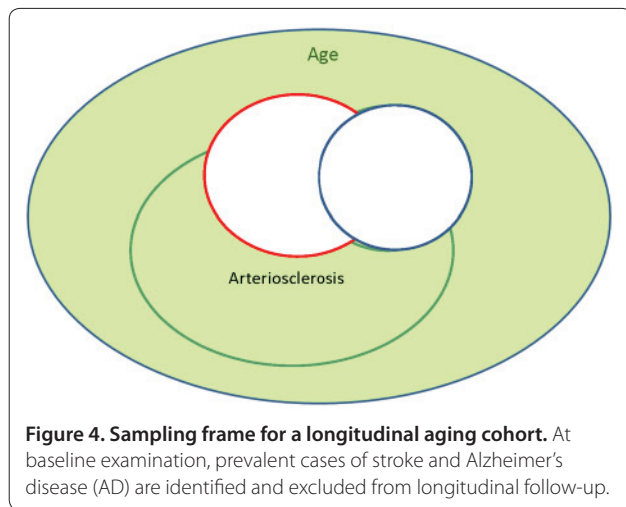 Age
Arteriosclerosis
Figure 4. Sampling frame for a longitudinal aging cohort. At
baseline examination, prevalent cases of stroke and Alzheimer's
disease (AD) are identified and excluded from longitudinal follow-up.